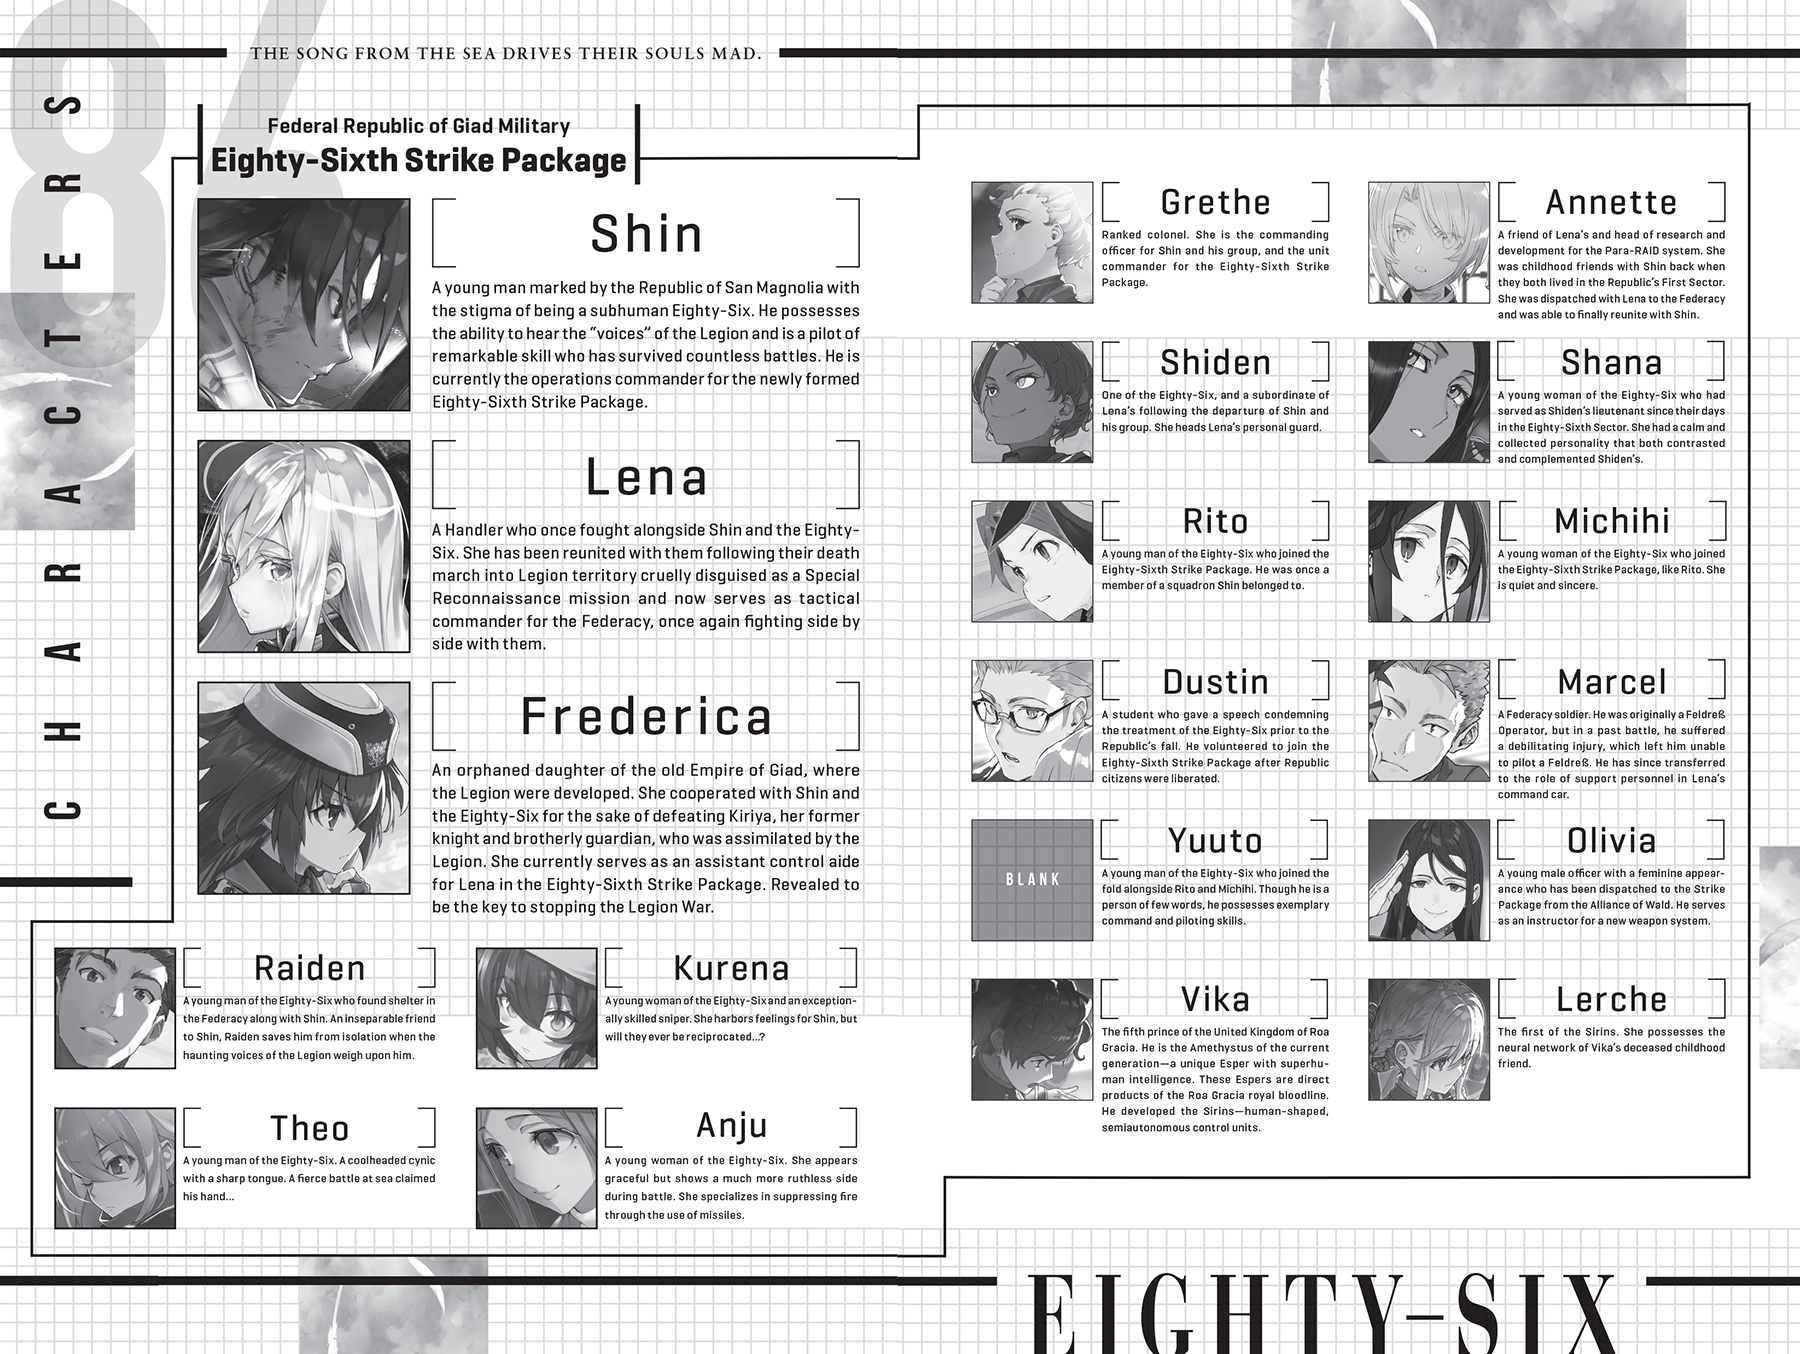 THE SONG FROM THE SEA DRIVES THEIR SOULS MAD.
86
CHARACTERS
Federal Republic of Giad Military
Eighty-Sixth Strike Package
Shin
A young man marked by the Republic of San Magnolia with
the stigma of being a subhuman Eighty-Six. He possesses
the ability to hear the “voices” of the Legion and is a pilot of
remarkable skill who has survived countless battles. He is
currently the operations commander for the newly formed
Eighty-Sixth Strike Package.
Lena
A Handler who once fought alongside Shin and the Eighty-
Six. She has been reunited with them following their death
march into Legion territory cruelly disguised as a Special
Reconnaissance mission and now serves as tactical
commander for the Federacy, once again fighting side by
side with them.
Frederica
An orphaned daughter of the old Empire of Giad, where
the Legion were developed. She cooperated with Shin and
the Eighty-Six for the sake of defeating Kiriya, her former
knight and brotherly guardian, who was assimilated by the
Legion. She currently serves as an assistant control aide
for Lena in the Eighty-Sixth Strike Package. Revealed to
be the key to stopping the Legion War.
Raiden
A young man of the Eighty-Six who found shelter in
the Federacy along with Shin. An inseparable friend
to Shin, Raiden saves him from isolation when the
haunting voices of the Legion weigh upon him.
Kurena
A young woman of the Eighty-Six and an exception-
ally skilled sniper. She harbors feelings for Shin, but
will they ever be reciprocated...?
Theo
A young man of the Eighty-Six. A coolheaded cynic
with a sharp tongue. A fierce battle at sea claimed
his hand...
Anju
A young woman of the Eighty-Six. She appears
graceful but shows a much more ruthless side
during battle. She specializes in suppressing fire
through the use of missiles.
Grethe
Ranked colonel. She is the commanding
officer for Shin and his group, and the unit
commander for the Eighty-Sixth Strike
Package.
Annette
A friend of Lena’s and head of research and
development for the Para-RAID system. She
was childhood friends with Shin back when
they both lived in the Republic’s First Sector.
She was dispatched with Lena to the Federacy
and was able to finally reunite with Shin.
Shiden
One of the Eighty-Six, and a subordinate of
Lena’s following the departure of Shin and
his group. She heads Lena’s personal guard.
Shana
A young woman of the Eighty-Six who had
served as Shiden’s lieutenant since their days
in the Eighty-Sixth Sector. She had a calm and
collected personality that both contrasted
and complemented Shiden’s.
Rito
A young man of the Eighty-Six who joined the
Eighty-Sixth Strike Package. He was once a
member of a squadron Shin belonged to.
Michihi
A young woman of the Eighty-Six who joined
the Eighty-Sixth Strike Package, like Rito. She
is quiet and sincere.
Dustin
A student who gave a speech condemning
the treatment of the Eighty-Six prior to the
Republic’s fall. He volunteered to join the
Eighty-Sixth Strike Package after Republic
citizens were liberated.
Marcel
A Federacy soldier. He was originally a Feldreß
Operator, but in a past battle, he suffered
a debilitating injury, which left him unable
to pilot a Feldreß. He has since transferred
to the role of support personnel in Lena’s
command car.
BLANK
Yuuto
A young man of the Eighty-Six who joined the
fold alongside Rito and Michihi. Though he is a
person of few words, he possesses exemplary
command and piloting skills.
Olivia
A young male officer with a feminine appear-
ance who has been dispatched to the Strike
Package from the Alliance of Wald. He serves
as an instructor for a new weapon system.
Vika
The fifth prince of the United Kingdom of Roa
Gracia. He is the Amethystus of the current
generation—a unique Esper with superhu-
man intelligence. These Espers are direct
products of the Roa Gracia royal bloodline.
He developed the Sirins—human-shaped,
semiautonomous control units.
Lerche
The first of the Sirins. She possesses the
neural network of Vika’s deceased childhood
friend.
EIGHTY-SIX